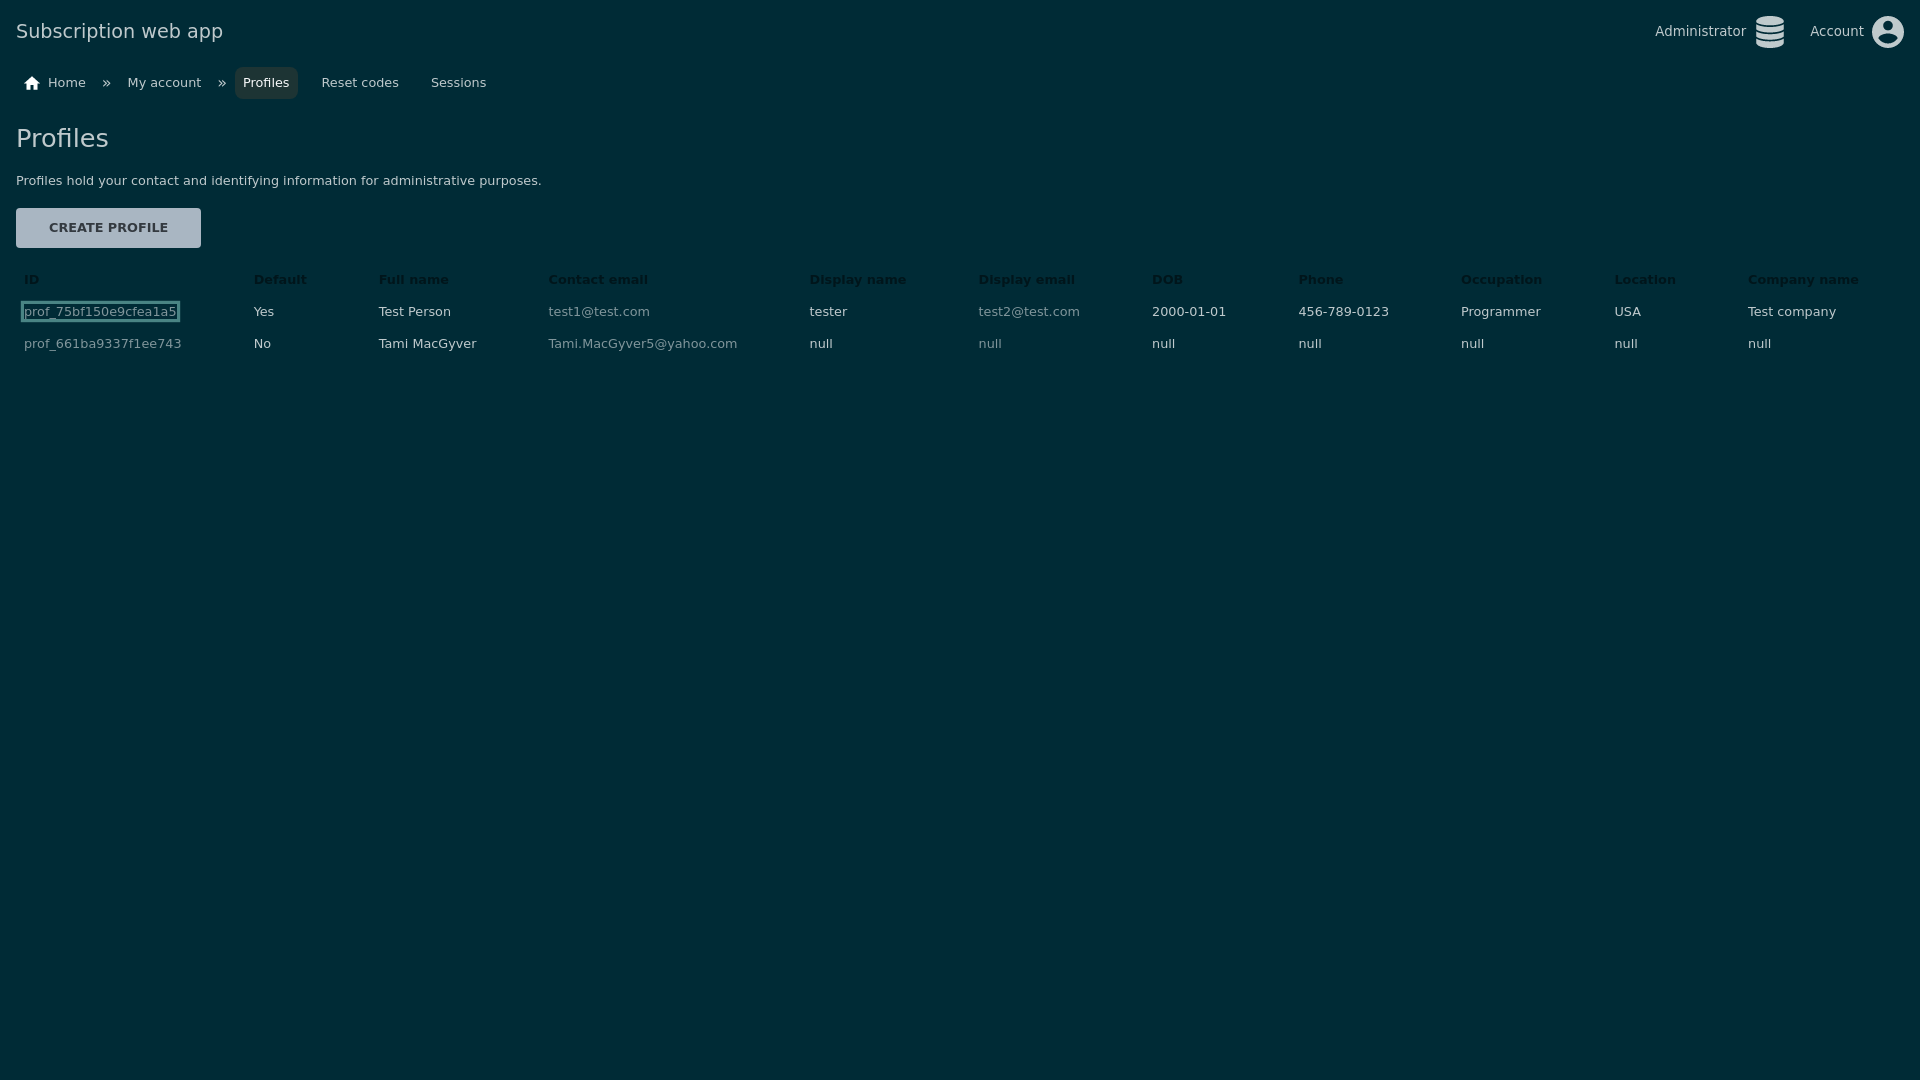 Subscription web app
Administrator
Account
Home » My account » Profiles Reset codes Sessions
Profiles
Profiles hold your contact and identifying information for administrative purposes.
CREATE PROFILE
ID Default Full name Contact email Display name Display email DOB Phone Occupation Location Company name
prof_75bf150e9cfea1a5 Yes Test Person test1@test.com tester test2@test.com 2000-01-01 456-789-0123 Programmer USA Test company
prof_661ba9337f1ee743 No Tami MacGyver Tami.MacGyver5@yahoo.com null null null null null null null